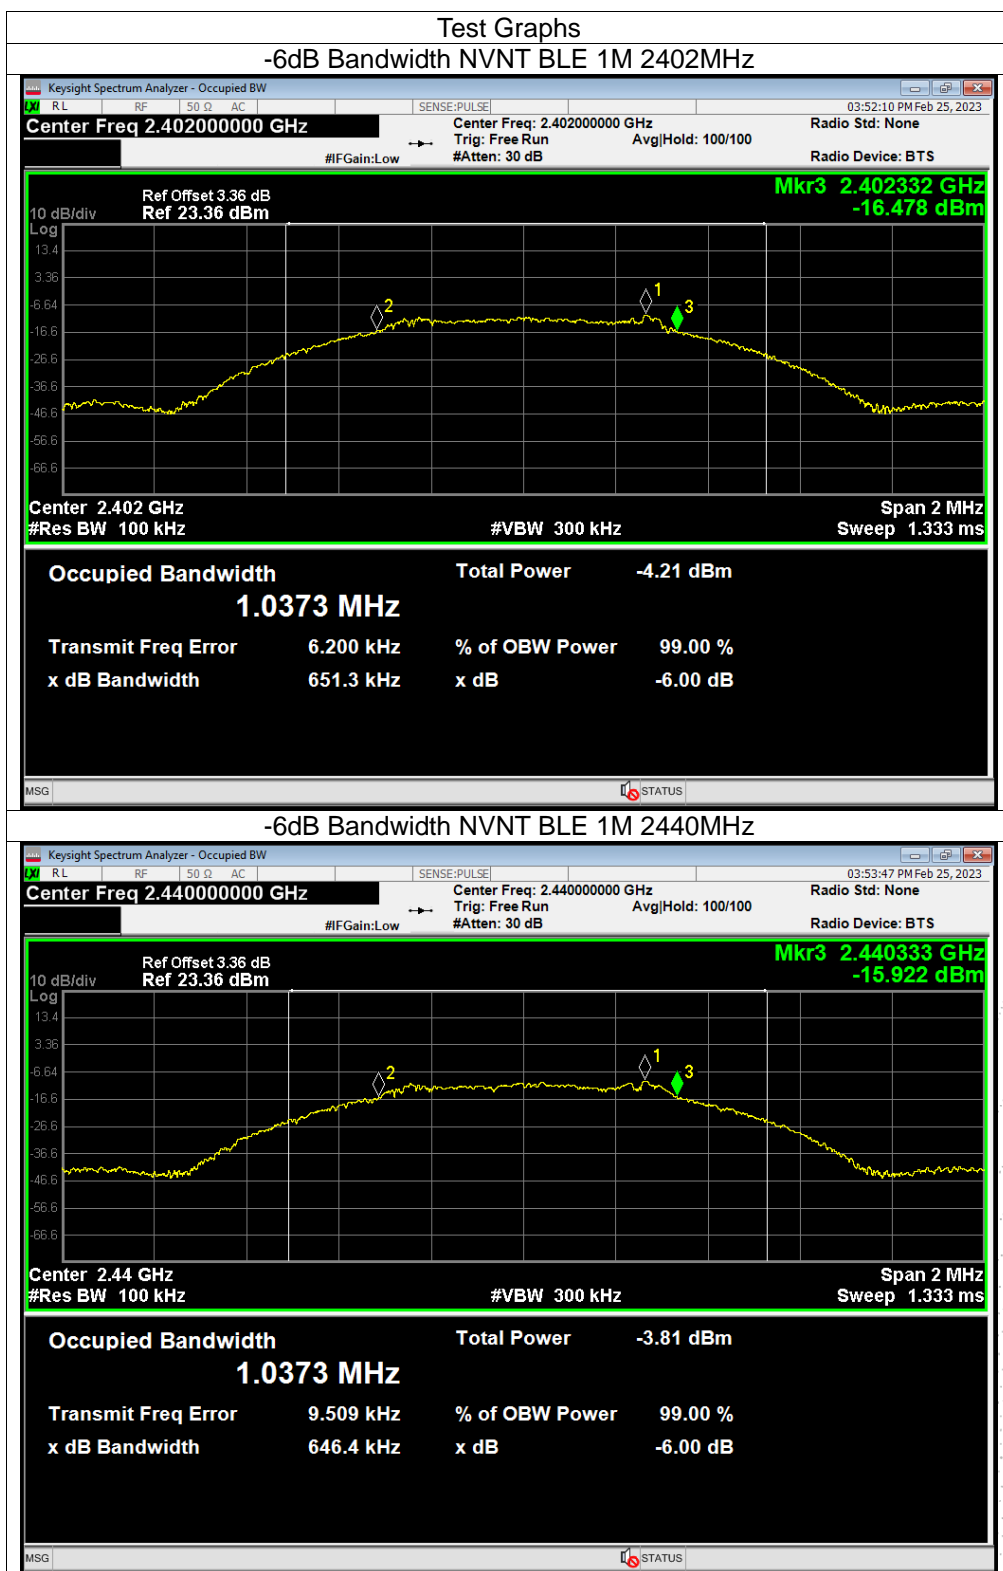 Test Graphs
-6dB Bandwidth NVNT BLE 1M 2402MHz
Keysight Spectrum Analyzer - Occupied BW
LXI RL RF 50 Ω AC SENSE:PULSE 03:52:10 PM Feb 25, 2023
Center Freq 2.402000000 GHz Center Freq: 2.402000000 GHz Radio Std: None
Trig: Free Run Avg|Hold: 100/100
#IFGain:Low #Atten: 30 dB Radio Device: BTS
Mkr3 2.402332 GHz
Ref Offset 3.36 dB
10 dB/div Ref 23.36 dBm -16.478 dBm
Log
13.4
3.36
-6.64
-16.6
-26.6
-36.6
-46.6
-56.6
-66.6
2
1
3
Center 2.402 GHz Span 2 MHz
#Res BW 100 kHz #VBW 300 kHz Sweep 1.333 ms
Occupied Bandwidth Total Power -4.21 dBm
1.0373 MHz
Transmit Freq Error 6.200 kHz % of OBW Power 99.00 %
x dB Bandwidth 651.3 kHz x dB -6.00 dB
MSG STATUS
-6dB Bandwidth NVNT BLE 1M 2440MHz
Keysight Spectrum Analyzer - Occupied BW
LXI RL RF 50 Ω AC SENSE:PULSE 03:53:47 PM Feb 25, 2023
Center Freq 2.440000000 GHz Center Freq: 2.440000000 GHz Radio Std: None
Trig: Free Run Avg|Hold: 100/100
#IFGain:Low #Atten: 30 dB Radio Device: BTS
Mkr3 2.440333 GHz
Ref Offset 3.36 dB
10 dB/div Ref 23.36 dBm -15.922 dBm
Log
13.4
3.36
-6.64
-16.6
-26.6
-36.6
-46.6
-56.6
-66.6
2
1
3
Center 2.44 GHz Span 2 MHz
#Res BW 100 kHz #VBW 300 kHz Sweep 1.333 ms
Occupied Bandwidth Total Power -3.81 dBm
1.0373 MHz
Transmit Freq Error 9.509 kHz % of OBW Power 99.00 %
x dB Bandwidth 646.4 kHz x dB -6.00 dB
MSG STATUS